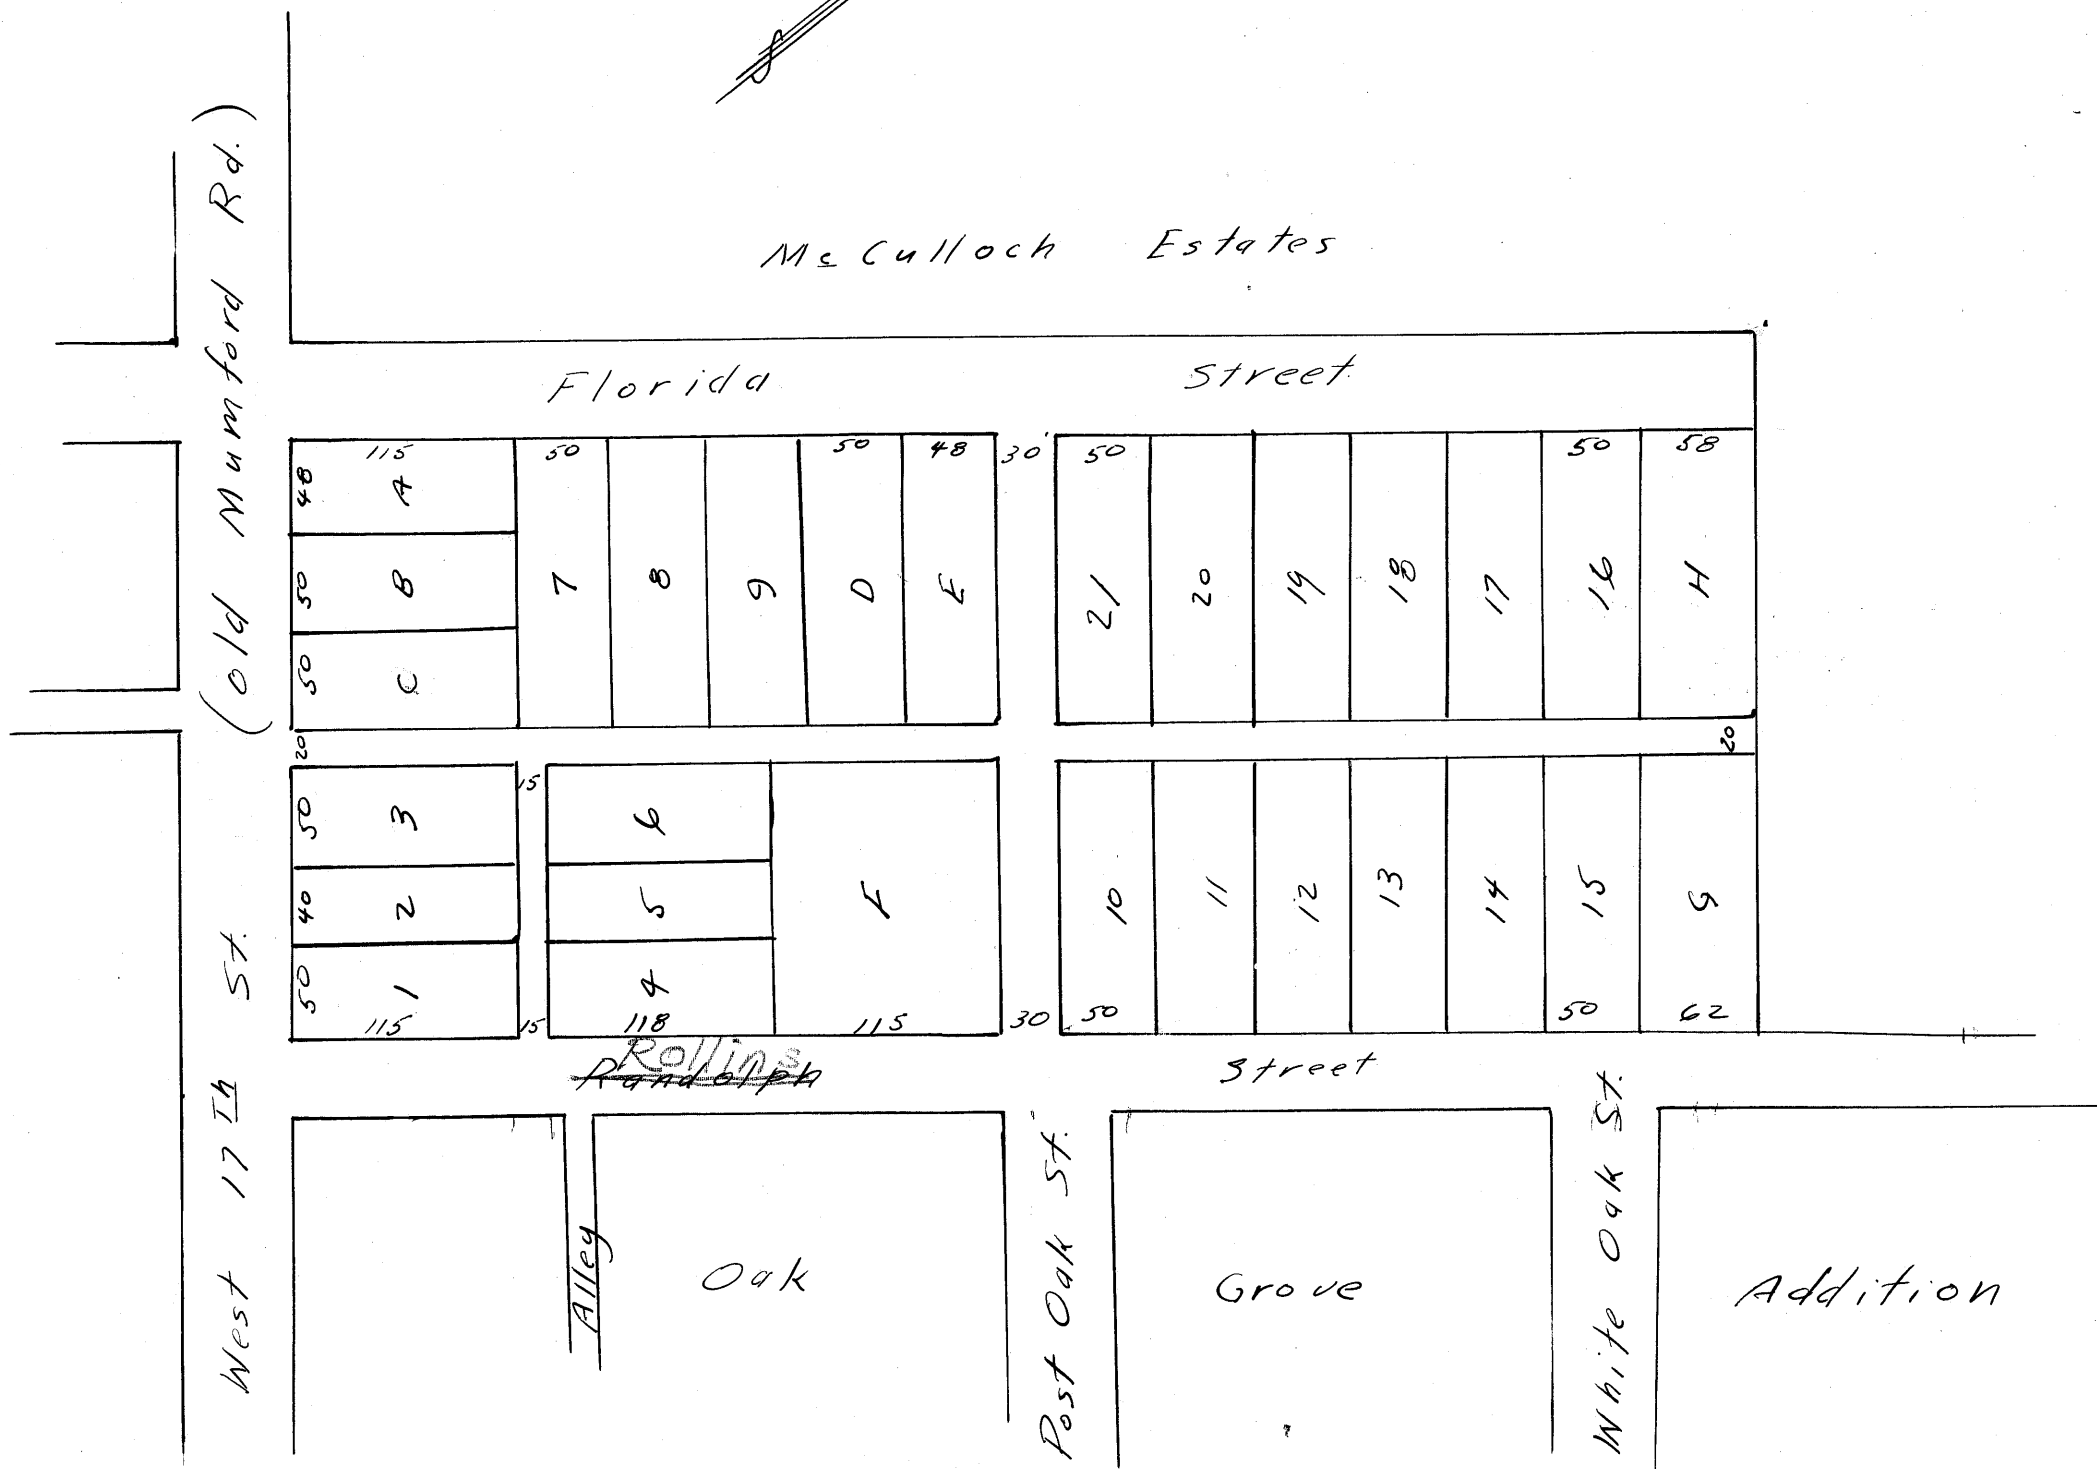 Mc Culloch Estates
Florida Street
(old Mumford Rd.)
West 17Th St.
115 50 50 48 30' 50 50 58
48 A
50 B
50 C
7 8 9 D E 21 20 19 18 17 16 H
20 20
15
50 3 6
40 2 5 F 10 11 12 13 14 15 G
50 1 4
115 15 118 115 30 50 50 62
Rollins
Randolph Street
Alley
Oak
Post Oak St.
Grove
White Oak St.
Addition